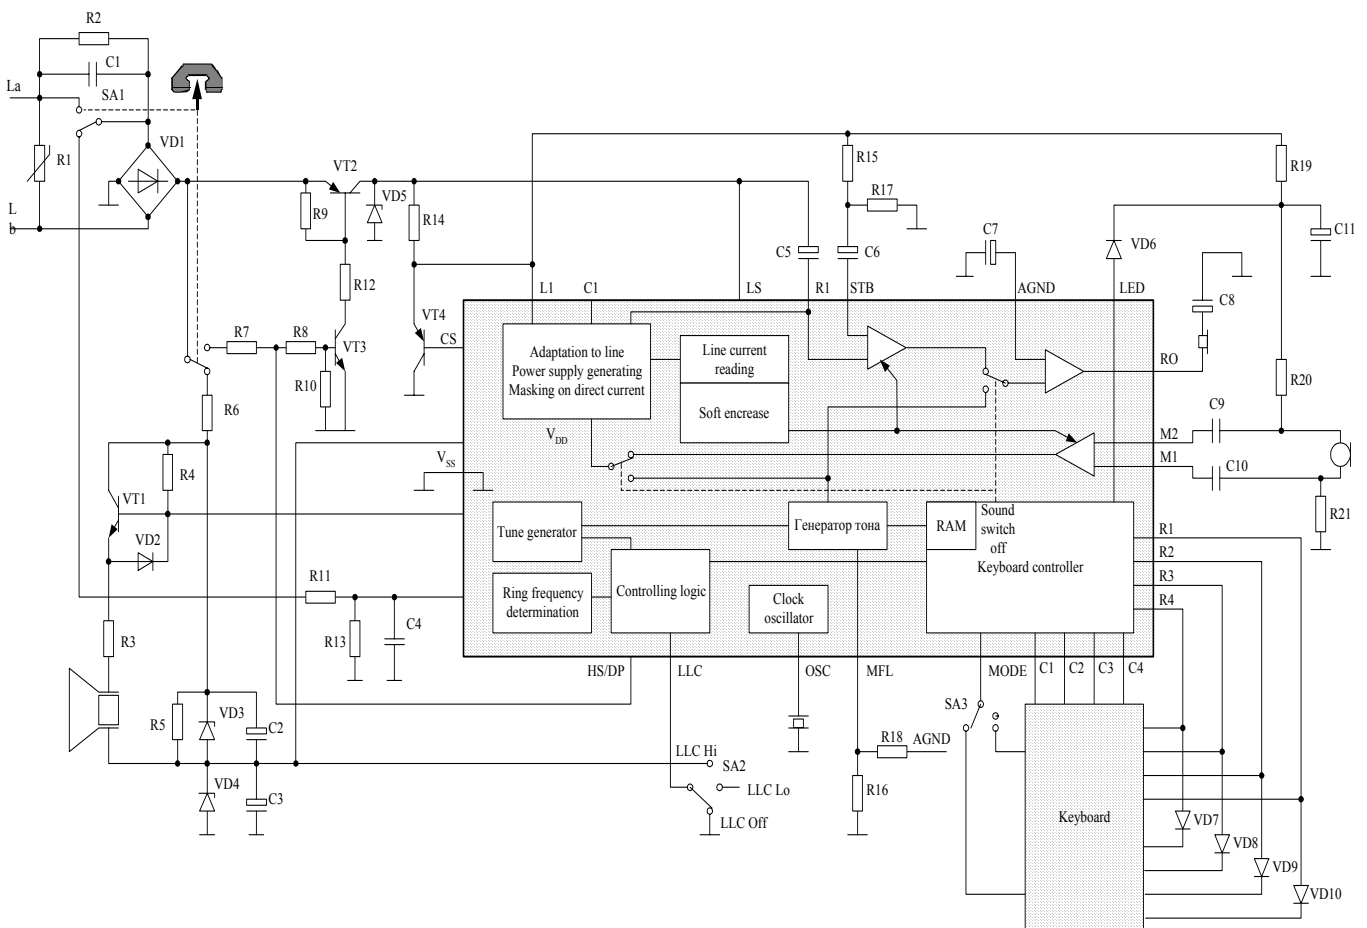 R2
C1
La
SA1
R1
VD1
L
b
VT2
VD5
R9
R14
R12
R15
R17
R19
C7
VD6
C11
C5
C6
L1
C1
LS
R1
STB
AGND
LED
C8
R7
R8
VT3
VT4
CS
R10
Adaptation to line
Power supply generating
Masking on direct current
Line current
reading
Soft encrease
RO
R20
R6
C9
VDD
M2
M1
C10
R4
VSS
VT1
VD2
R21
Tune generator
Генератор тона
RAM
Sound
switch
off
Keyboard controller
R1
R2
R3
R4
R11
Ring frequency
determination
Controlling logic
Clock
oscillator
R3
R13
C4
HS/DP
LLC
OSC
MFL
MODE
C1
C2
C3
C4
R5
VD3
C2
SA3
R18
AGND
LLC Hi
SA2
VD4
C3
LLC Lo
R16
LLC Off
Keyboard
VD7
VD8
VD9
VD10